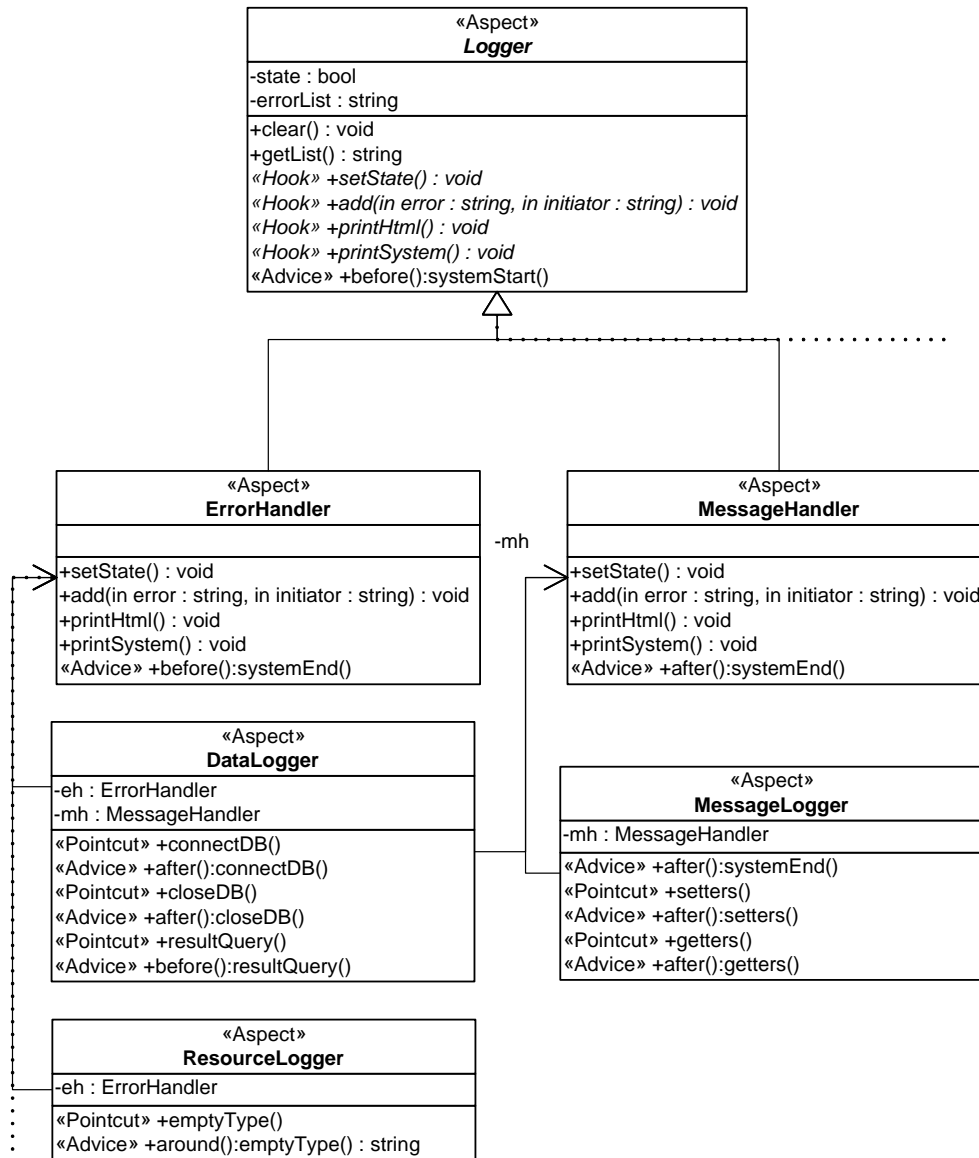 «Aspect»
Logger
-state : bool
-errorList : string
+clear() : void
+getList() : string
«Hook» +setState() : void
«Hook» +add(in error : string, in initiator : string) : void
«Hook» +printHtml() : void
«Hook» +printSystem() : void
«Advice» +before():systemStart()
«Aspect»
ErrorHandler
+setState() : void
+add(in error : string, in initiator : string) : void
+printHtml() : void
+printSystem() : void
«Advice» +before():systemEnd()
-mh
«Aspect»
MessageHandler
+setState() : void
+add(in error : string, in initiator : string) : void
+printHtml() : void
+printSystem() : void
«Advice» +after():systemEnd()
«Aspect»
DataLogger
-eh : ErrorHandler
-mh : MessageHandler
«Pointcut» +connectDB()
«Advice» +after():connectDB()
«Pointcut» +closeDB()
«Advice» +after():closeDB()
«Pointcut» +resultQuery()
«Advice» +before():resultQuery()
«Aspect»
MessageLogger
-mh : MessageHandler
«Advice» +after():systemEnd()
«Pointcut» +setters()
«Advice» +after():setters()
«Pointcut» +getters()
«Advice» +after():getters()
«Aspect»
ResourceLogger
-eh : ErrorHandler
«Pointcut» +emptyType()
«Advice» +around():emptyType() : string